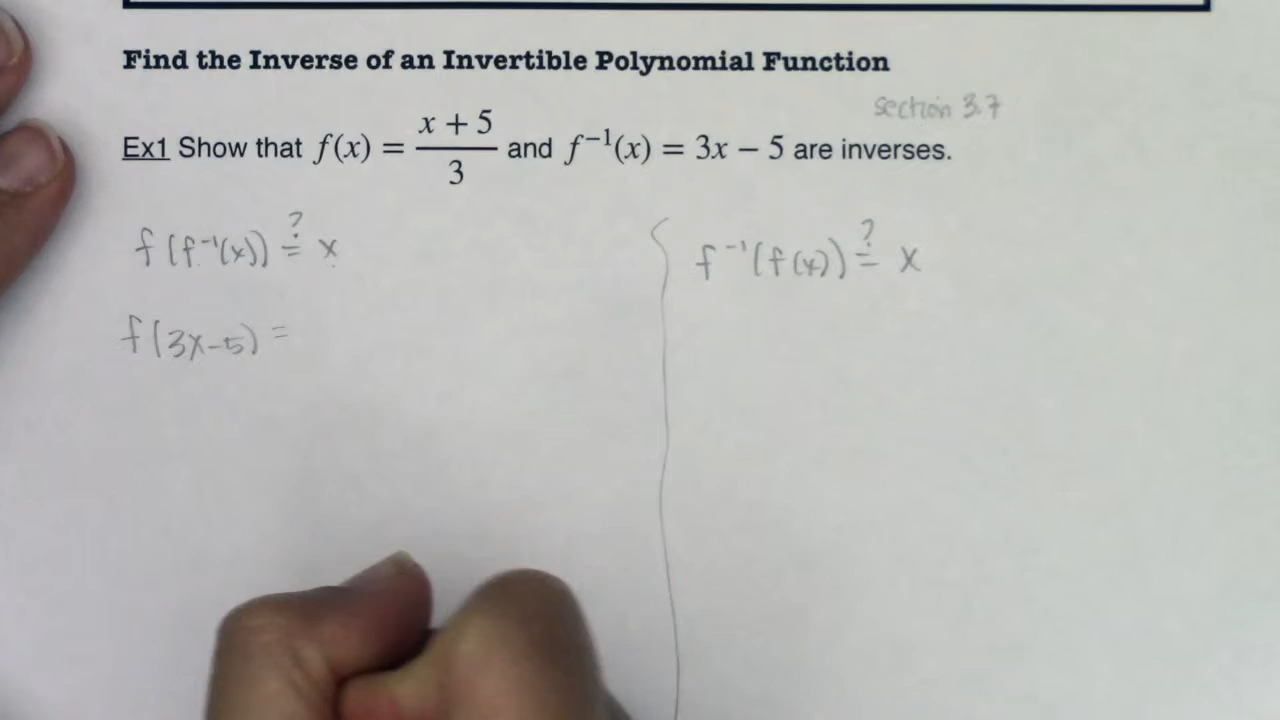 Find the Inverse of an Invertible Polynomial Function
section 3.7
Ex1 Show that f(x) = (x + 5)/3 and f⁻¹(x) = 3x − 5 are inverses.
f(f⁻¹(x)) ≟ x
f(3x-5) =
f⁻¹(f(x)) ≟ x